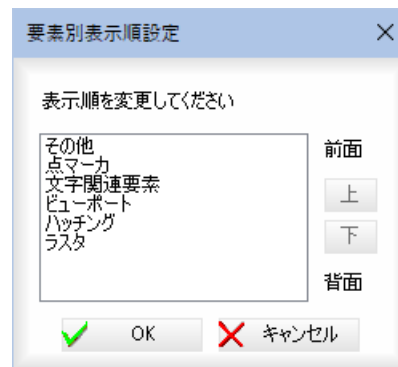 要素別表示順設定
表示順を変更してください
その他
点マーカ
文字関連要素
ビューポート
ハッチング
ラスタ
前面
上
下
背面
OK
キャンセル